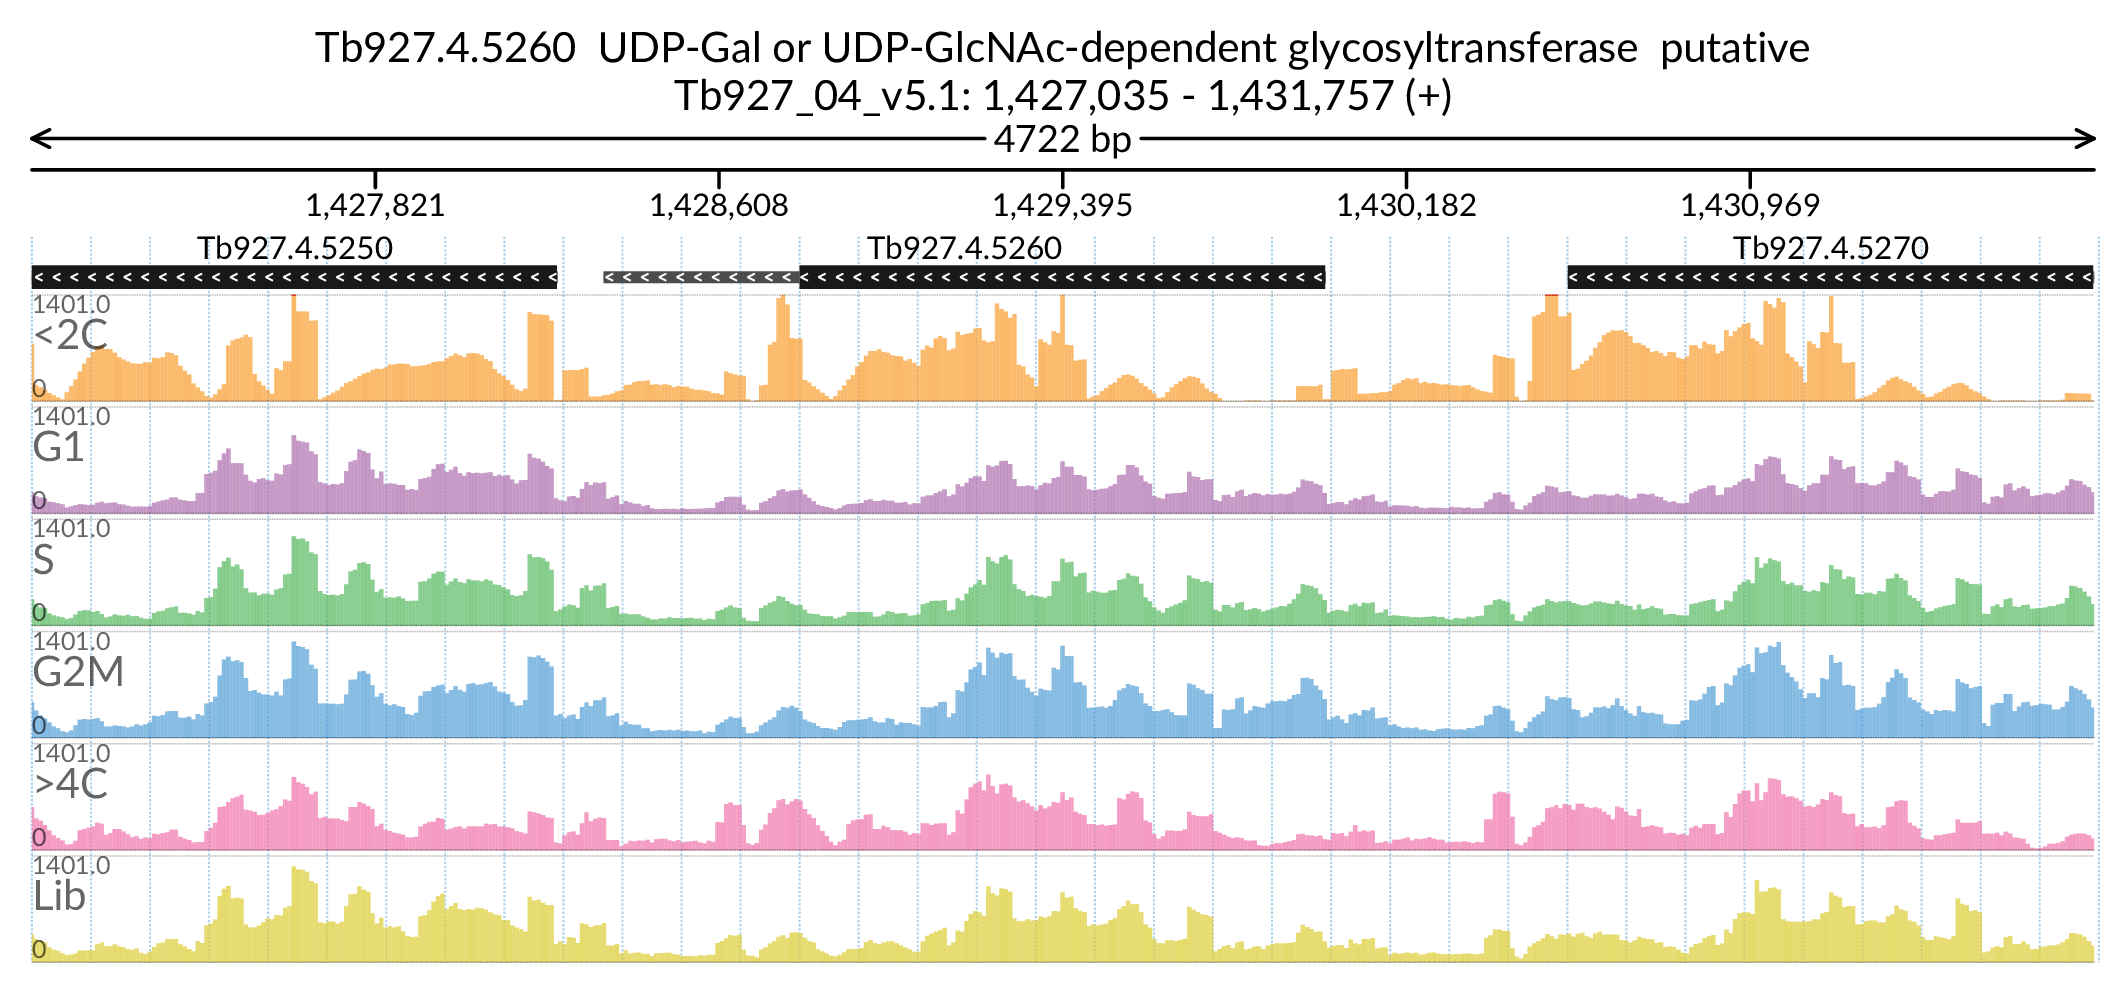 Tb927.4.5260  UDP-Gal or UDP-GlcNAc-dependent glycosyltransferase  putative
Tb927_04_v5.1: 1,427,035 - 1,431,757 (+)
4722 bp
1,427,821 1,428,608 1,429,395 1,430,182 1,430,969
Tb927.4.5250 Tb927.4.5260 Tb927.4.5270
1401.0
<2C
0
1401.0
G1
0
1401.0
S
0
1401.0
G2M
0
1401.0
>4C
0
1401.0
Lib
0